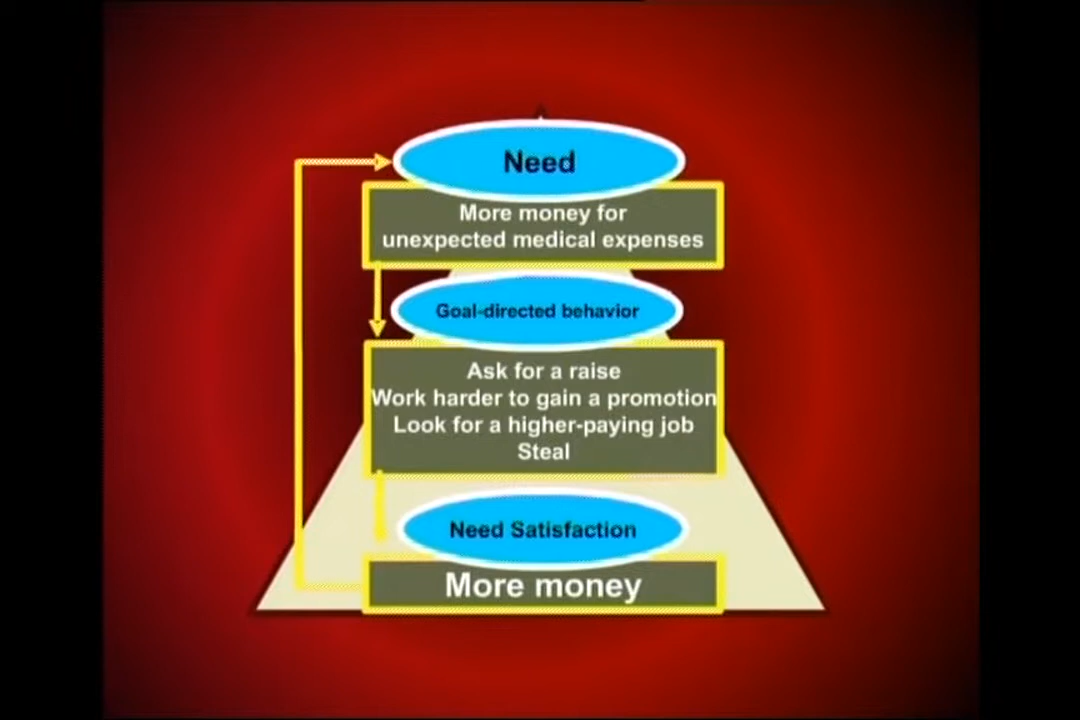 Need
More money for
unexpected medical expenses
Goal-directed behavior
Ask for a raise
Work harder to gain a promotion
Look for a higher-paying job
Steal
Need Satisfaction
More money